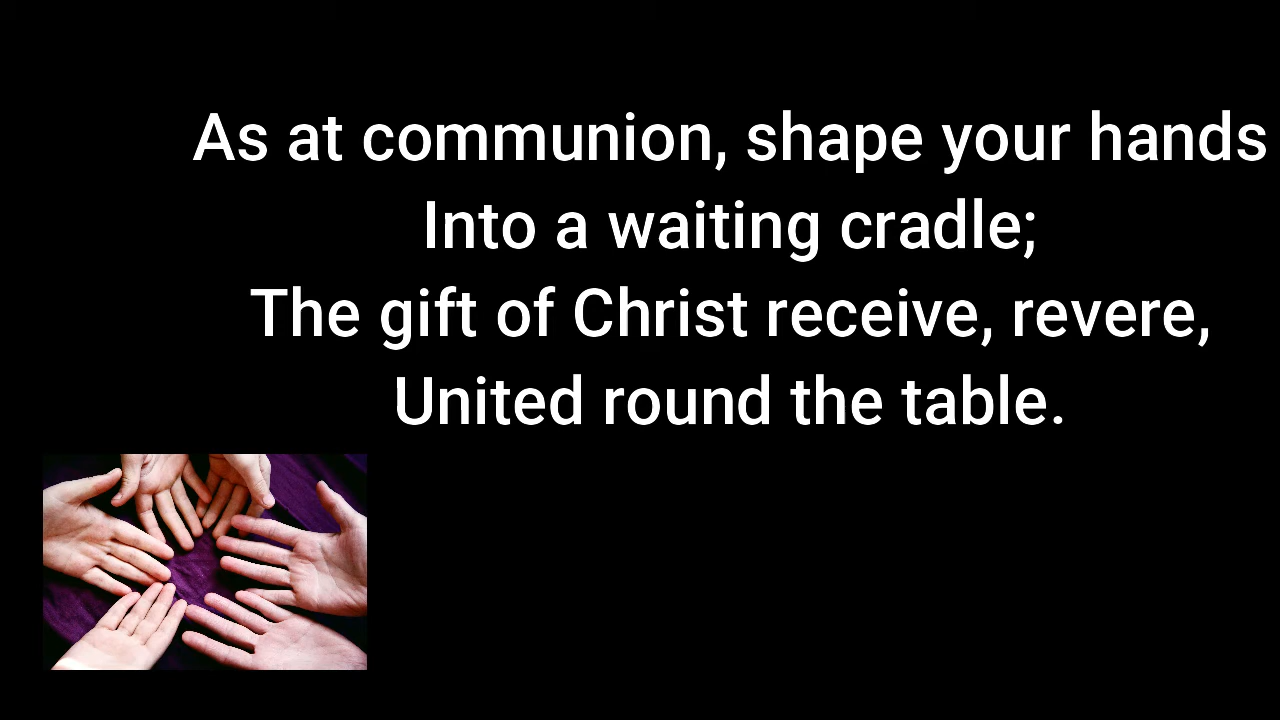 As at communion, shape your hands
Into a waiting cradle;
The gift of Christ receive, revere,
United round the table.